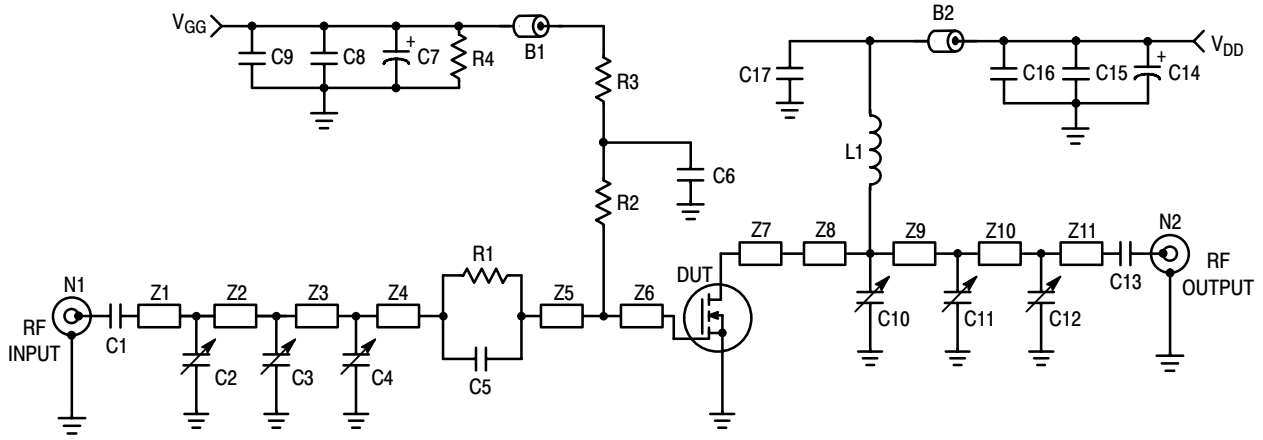 VGG
C9
C8
+
C7
R4
B1
R3
C6
R2
B2
C17
C16
C15
+
C14
VDD
L1
N1
RF
INPUT
C1
Z1
Z2
Z3
Z4
C2
C3
C4
R1
C5
Z5
Z6
DUT
Z7
Z8
Z9
Z10
Z11
C10
C11
C12
C13
N2
RF
OUTPUT